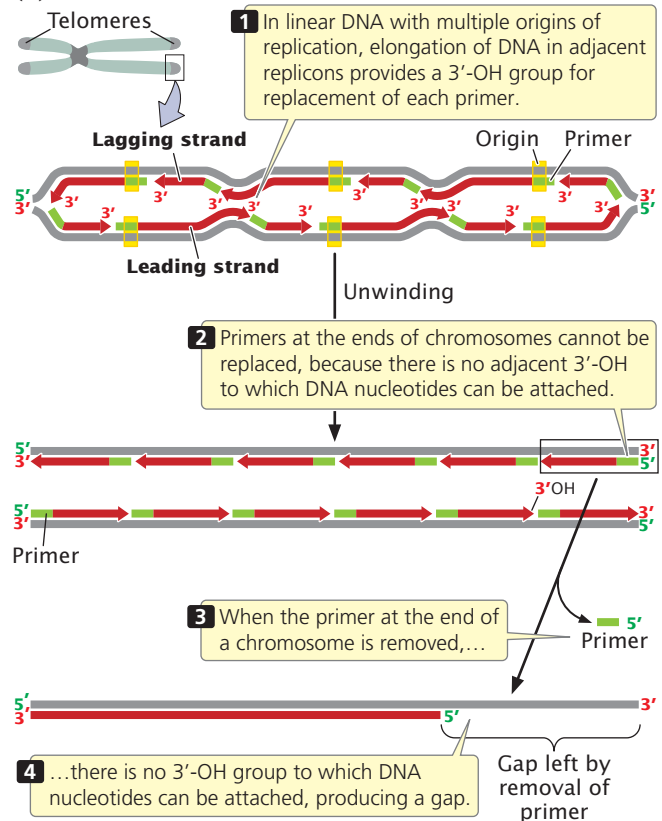 Telomeres
1 In linear DNA with multiple origins of
replication, elongation of DNA in adjacent
replicons provides a 3’-OH group for
replacement of each primer.
Lagging strand
Origin Primer
5’ 3’ 3’ 3’ 3’ 3’ 3’
3’ 3’ 3’ 3’ 3’ 3’ 3’ 5’
Leading strand
Unwinding
2 Primers at the ends of chromosomes cannot be
replaced, because there is no adjacent 3’-OH
to which DNA nucleotides can be attached.
5’ 3’
3’ 5’
3’OH
5’ 3’
3’ 5’
Primer
3 When the primer at the end of
a chromosome is removed,…
5’
Primer
5’ 3’
3’ 5’
4 …there is no 3’-OH group to which DNA
nucleotides can be attached, producing a gap.
Gap left by
removal of
primer